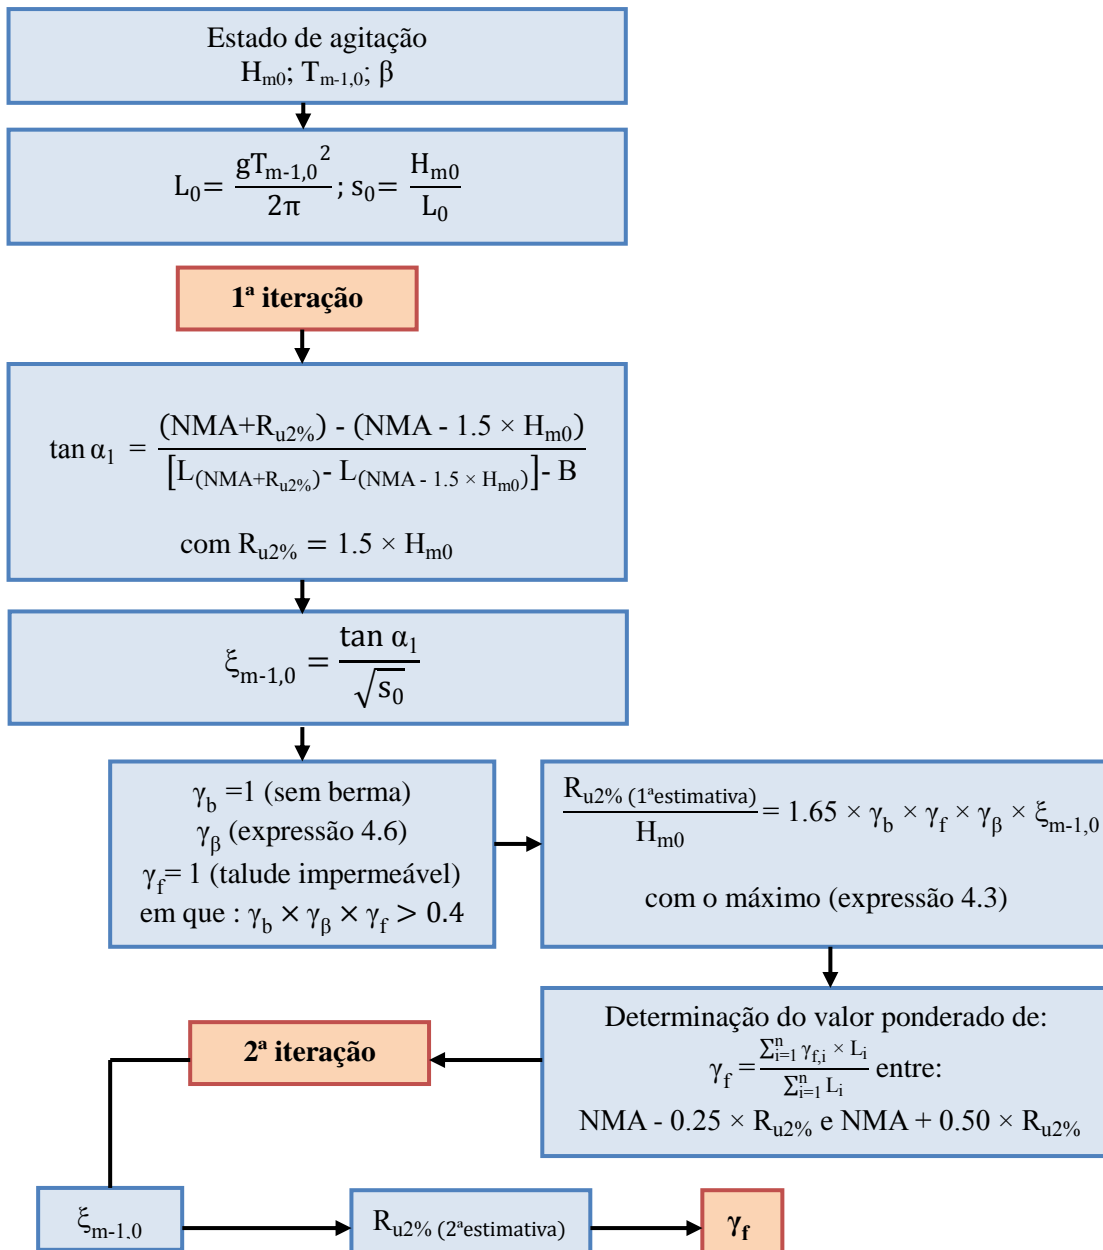 Estado de agitação
Hm0; Tm-1,0; β
L0 = gTm-1,0² / 2π ; s0 = Hm0 / L0
1ª iteração
tan α1 = (NMA+Ru2%) - (NMA - 1.5 × Hm0) / [L(NMA+Ru2%) - L(NMA - 1.5 × Hm0)] - B
com Ru2% = 1.5 × Hm0
ξm-1,0 = tan α1 / √s0
γb =1 (sem berma)
γβ (expressão 4.6)
γf = 1 (talude impermeável)
em que : γb × γβ × γf > 0.4
Ru2% (1ªestimativa) / Hm0 = 1.65 × γb × γf × γβ × ξm-1,0
com o máximo (expressão 4.3)
Determinação do valor ponderado de:
γf = ∑ⁿi=1 γf,i × Li / ∑ⁿi=1 Li entre:
NMA - 0.25 × Ru2% e NMA + 0.50 × Ru2%
2ª iteração
ξm-1,0
Ru2% (2ªestimativa)
γf